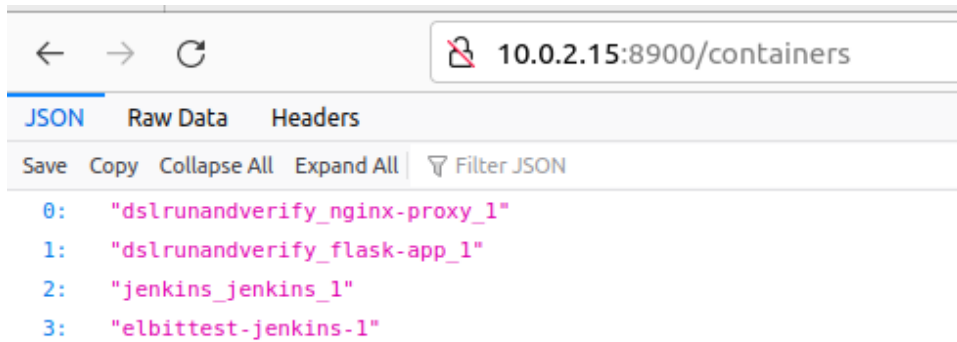 10.0.2.15:8900/containers
JSON Raw Data Headers
Save Copy Collapse All Expand All Filter JSON
0: "dslrunandverify_nginx-proxy_1"
1: "dslrunandverify_flask-app_1"
2: "jenkins_jenkins_1"
3: "elbittest-jenkins-1"